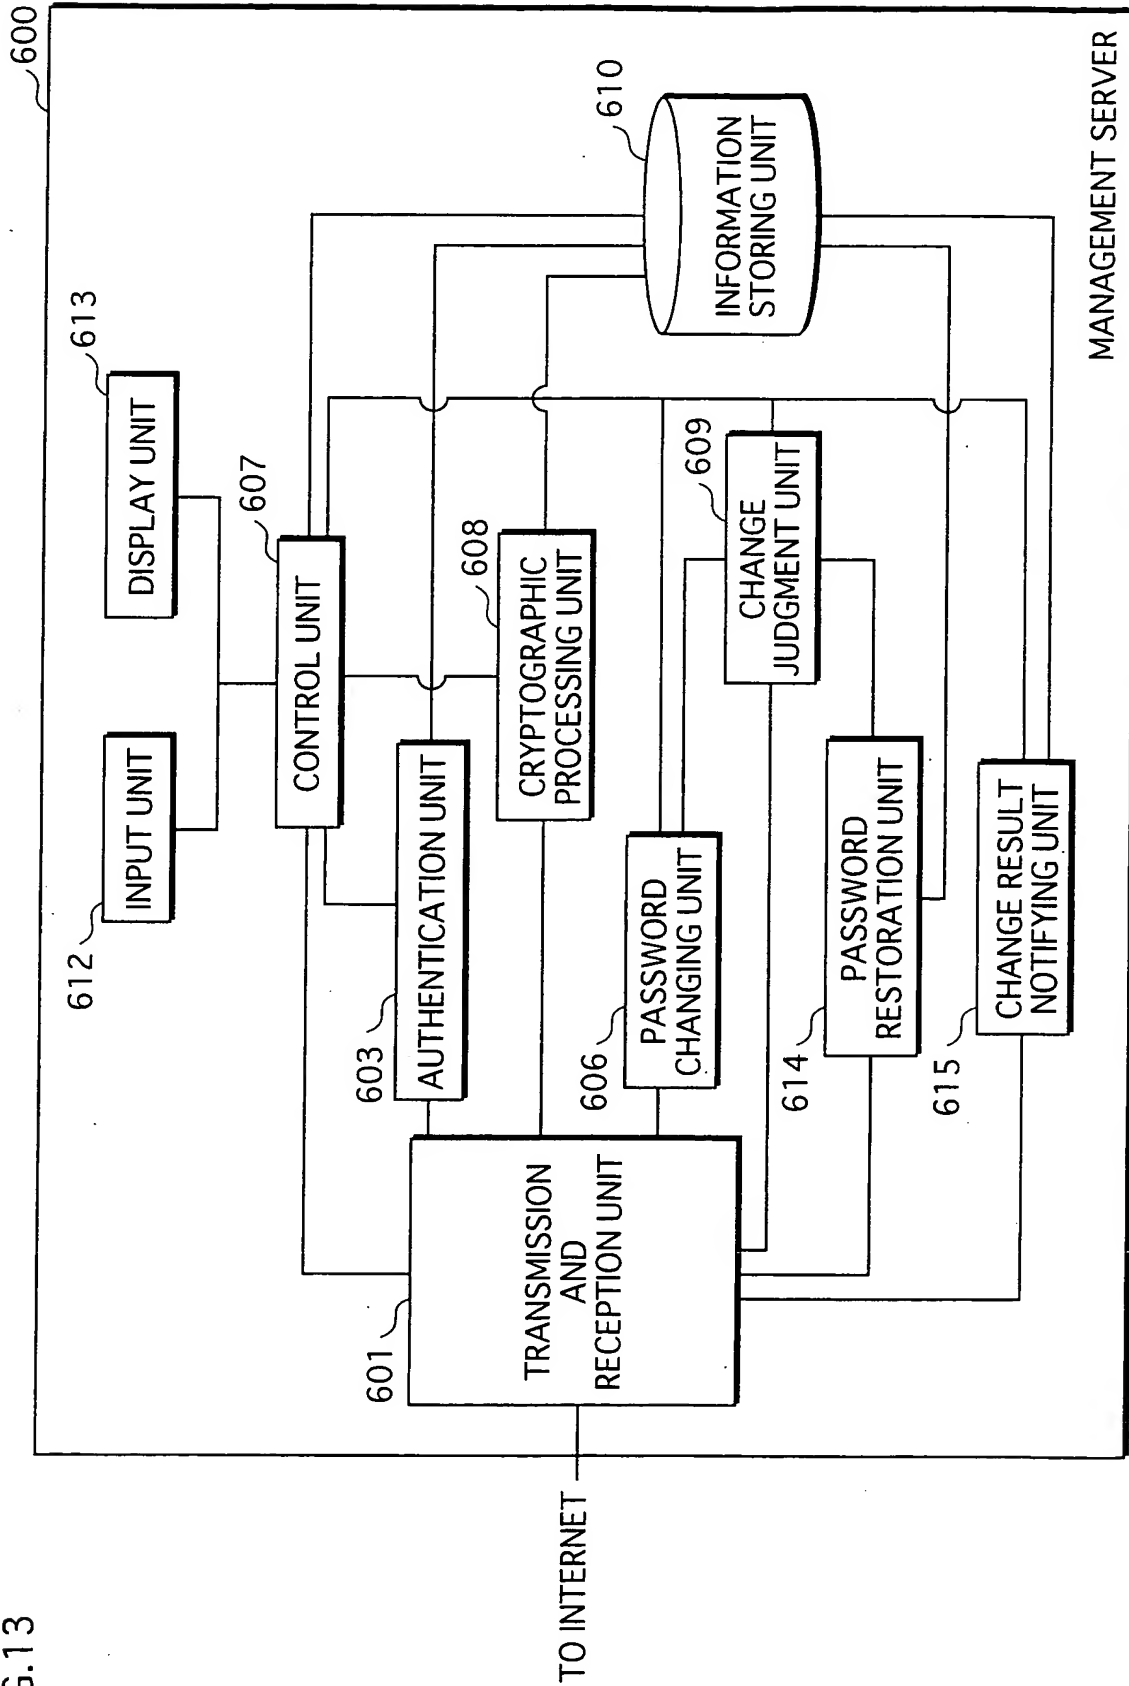 G.13
600
MANAGEMENT SERVER
612
INPUT UNIT
613
DISPLAY UNIT
607
CONTROL UNIT
603
AUTHENTICATION UNIT
608
CRYPTOGRAPHIC
PROCESSING UNIT
601
TRANSMISSION
AND
RECEPTION UNIT
TO INTERNET
606
PASSWORD
CHANGING UNIT
609
CHANGE
JUDGMENT UNIT
610
INFORMATION
STORING UNIT
614
PASSWORD
RESTORATION UNIT
615
CHANGE RESULT
NOTIFYING UNIT